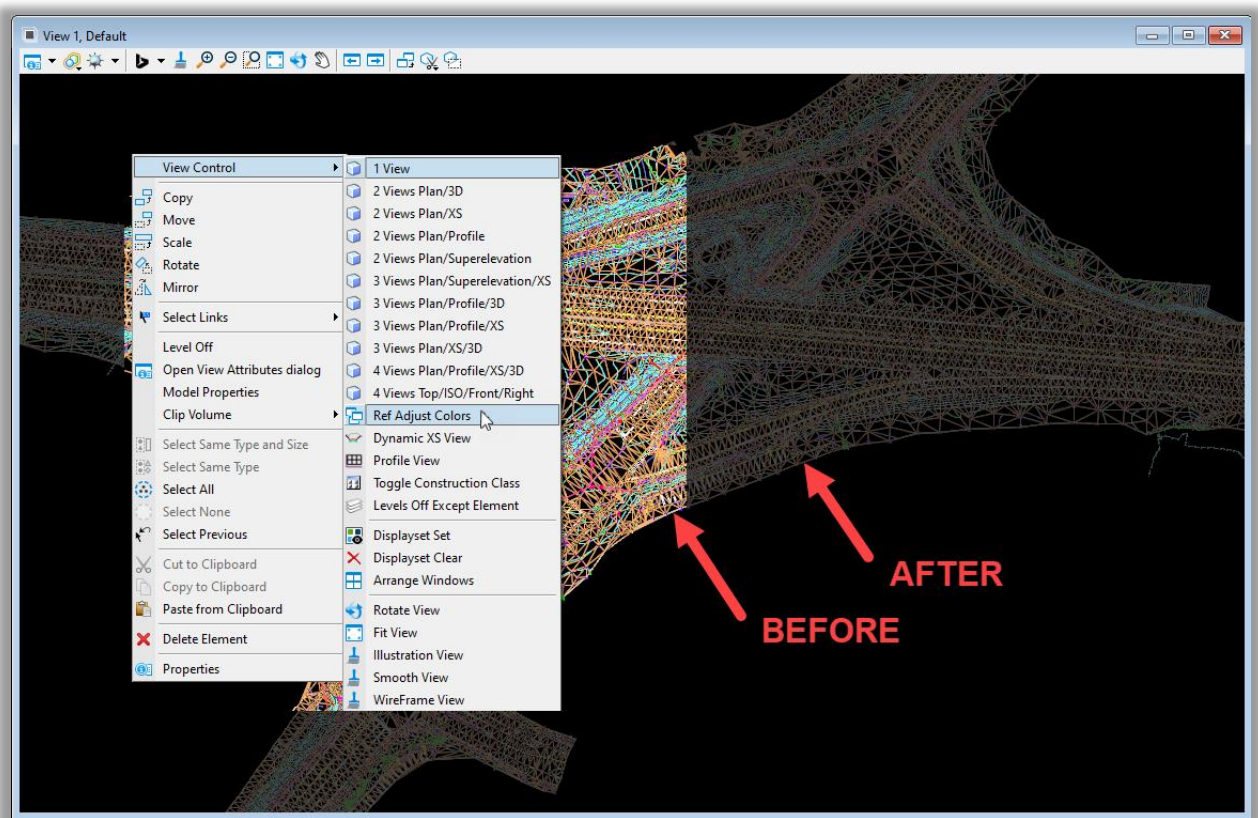 View 1, Default
View Control
Copy
Move
Scale
Rotate
Mirror
Select Links
Level Off
Open View Attributes dialog
Model Properties
Clip Volume
Select Same Type and Size
Select Same Type
Select All
Select None
Select Previous
Cut to Clipboard
Copy to Clipboard
Paste from Clipboard
Delete Element
Properties
1 View
2 Views Plan/3D
2 Views Plan/XS
2 Views Plan/Profile
2 Views Plan/Superelevation
3 Views Plan/Superelevation/XS
3 Views Plan/Profile/3D
3 Views Plan/Profile/XS
3 Views Plan/XS/3D
4 Views Plan/Profile/XS/3D
4 Views Top/ISO/Front/Right
Ref Adjust Colors
Dynamic XS View
Profile View
Toggle Construction Class
Levels Off Except Element
Displayset Set
Displayset Clear
Arrange Windows
Rotate View
Fit View
Illustration View
Smooth View
WireFrame View
AFTER
BEFORE